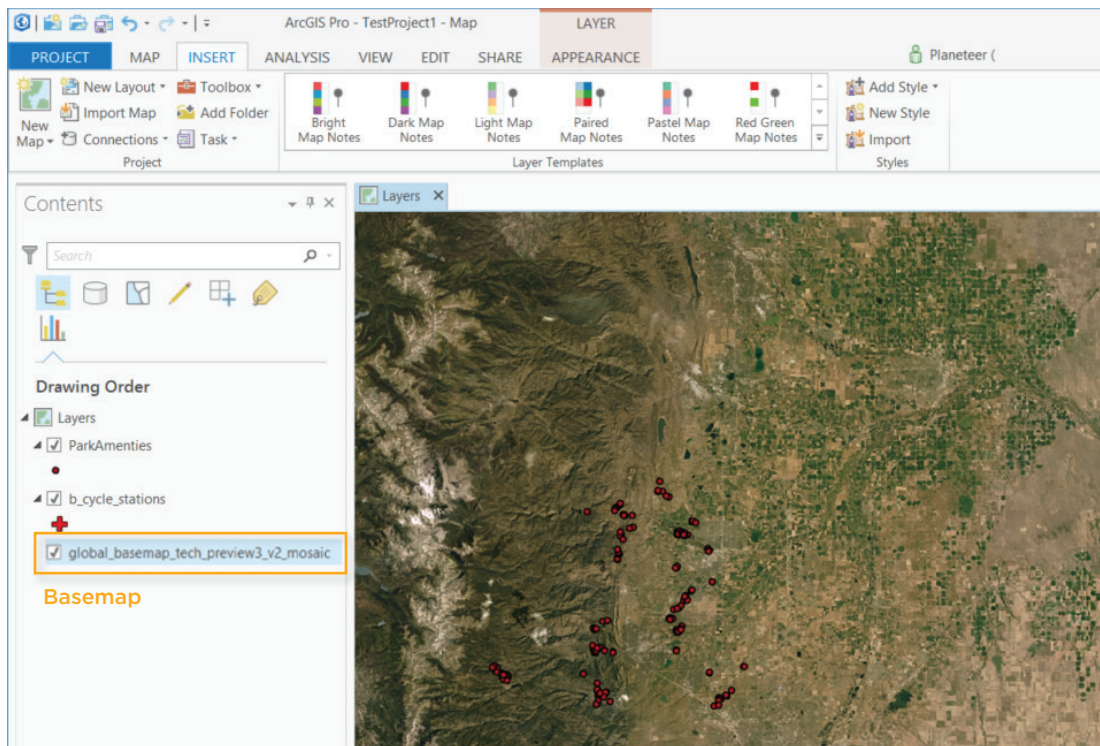 ArcGIS Pro - TestProject1 - Map
LAYER
PROJECT MAP INSERT ANALYSIS VIEW EDIT SHARE APPEARANCE
Planeteer (
New Map
New Layout
Import Map
Connections
Toolbox
Add Folder
Task
Project
Bright Map Notes
Dark Map Notes
Light Map Notes
Paired Map Notes
Pastel Map Notes
Red Green Map Notes
Layer Templates
Add Style
New Style
Import
Styles
Contents
Layers
Search
Drawing Order
Layers
ParkAmenties
b_cycle_stations
global_basemap_tech_preview3_v2_mosaic
Basemap